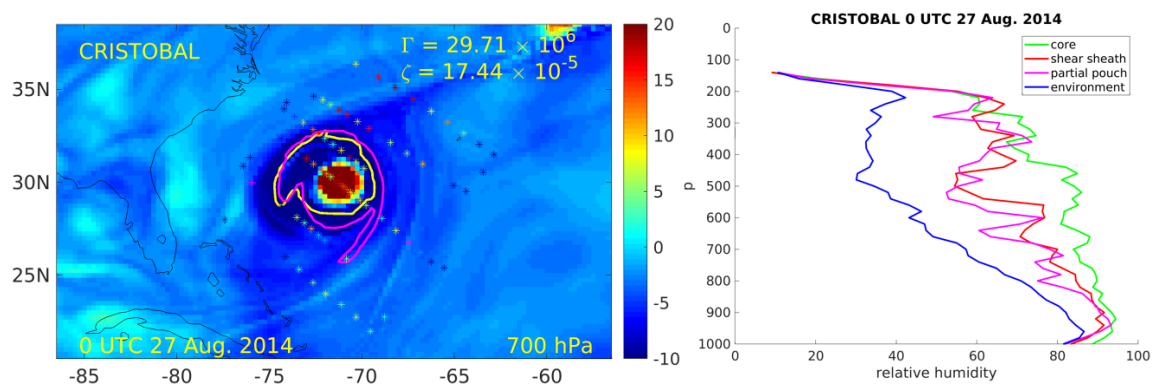 CRISTOBAL
Γ = 29.71 × 10^6
ζ = 17.44 × 10^-5
0 UTC 27 Aug. 2014
700 hPa
35N
30N
25N
-85
-80
-75
-70
-65
-60
20
15
10
5
0
-5
-10
CRISTOBAL 0 UTC 27 Aug. 2014
core
shear sheath
partial pouch
environment
p
0
100
200
300
400
500
600
700
800
900
1000
0
20
40
60
80
100
relative humidity